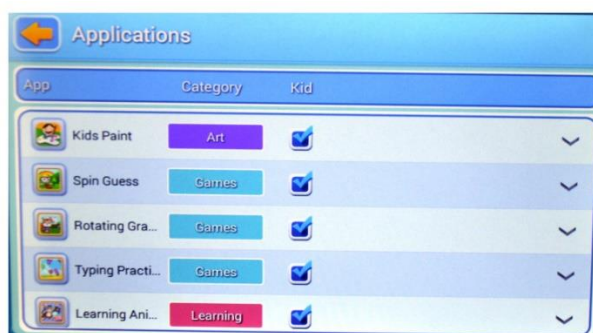 Applications
App Category Kid
Kids Paint Art
Spin Guess Games
Rotating Gra... Games
Typing Practi... Games
Learning Ani... Learning